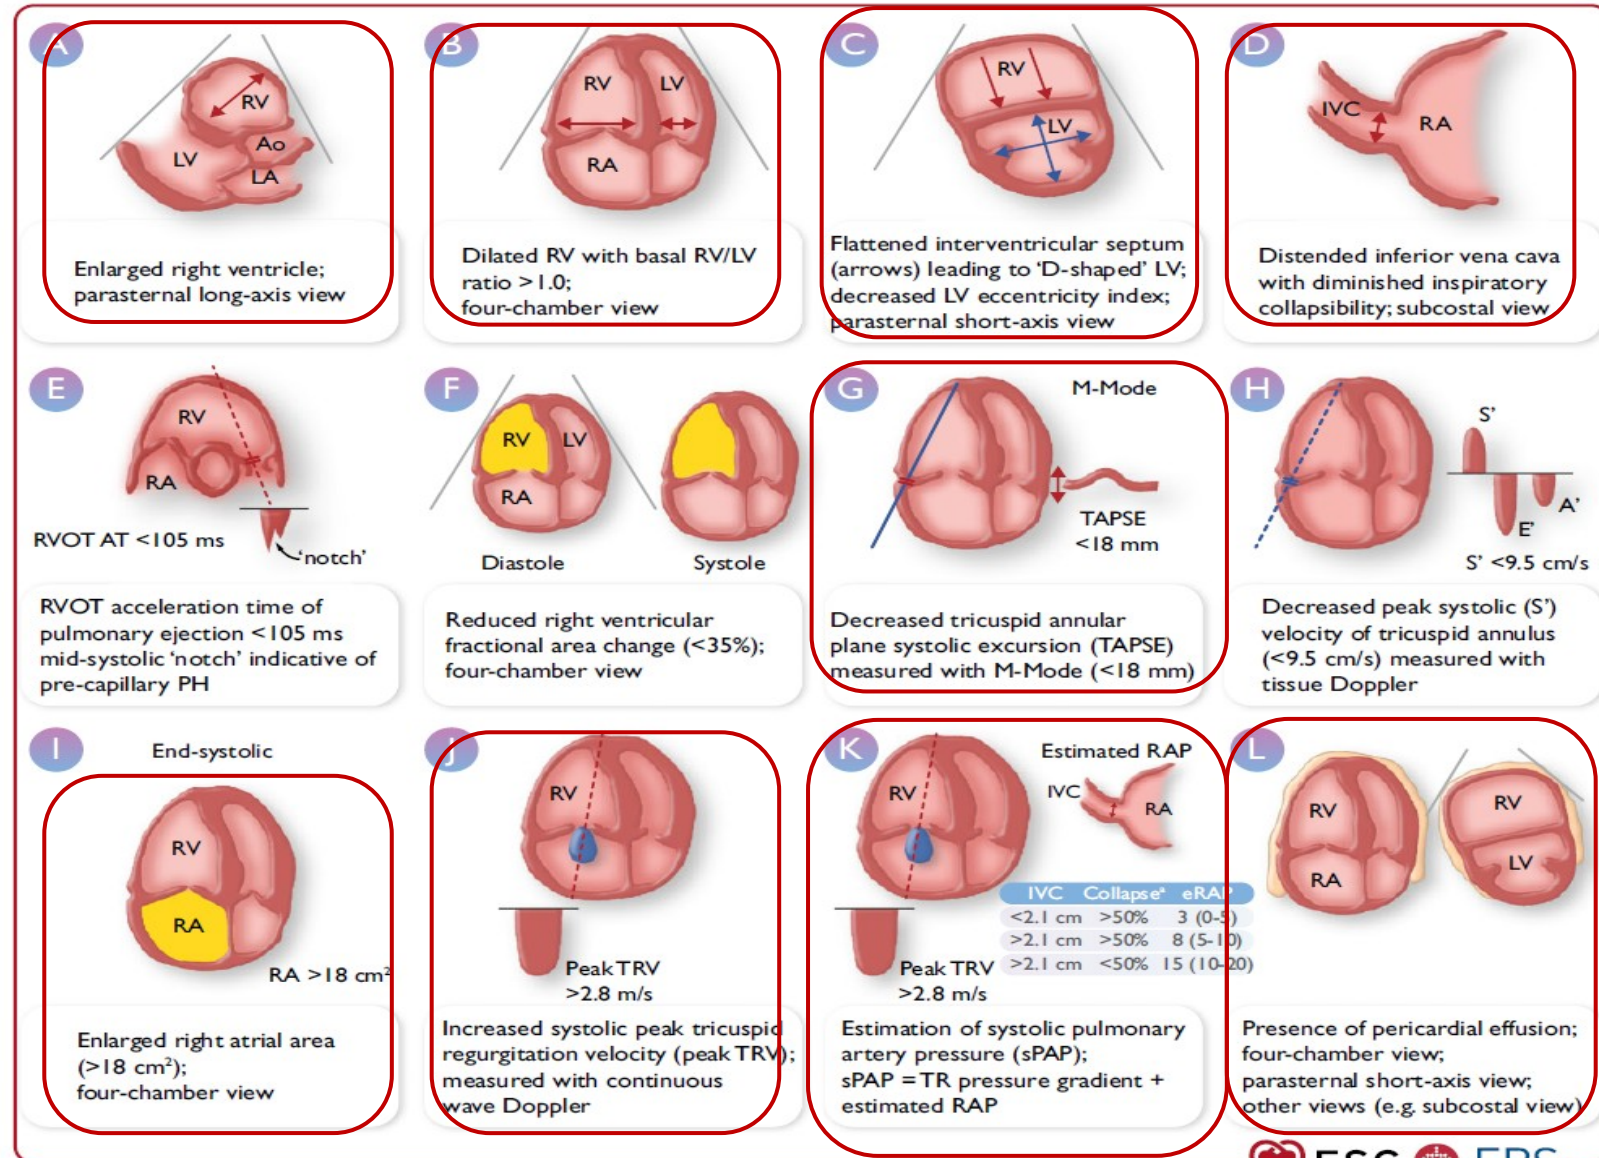 A
RV
Ao
LV
LA
Enlarged right ventricle;
parasternal long-axis view
B
RV
LV
RA
Dilated RV with basal RV/LV
ratio >1.0;
four-chamber view
C
RV
LV
Flattened interventricular septum
(arrows) leading to ‘D-shaped’ LV;
decreased LV eccentricity index;
parasternal short-axis view
D
IVC
RA
Distended inferior vena cava
with diminished inspiratory
collapsibility; subcostal view
E
RV
RA
RVOT AT <105 ms
‘notch’
RVOT acceleration time of
pulmonary ejection <105 ms
mid-systolic ‘notch’ indicative of
pre-capillary PH
F
RV
LV
RA
Diastole
Systole
Reduced right ventricular
fractional area change (<35%);
four-chamber view
G
M-Mode
TAPSE
<18 mm
Decreased tricuspid annular
plane systolic excursion (TAPSE)
measured with M-Mode (<18 mm)
H
S’
A’
E’
S’ <9.5 cm/s
Decreased peak systolic (S’)
velocity of tricuspid annulus
(<9.5 cm/s) measured with
tissue Doppler
I
End-systolic
RV
RA
RA >18 cm²
Enlarged right atrial area
(>18 cm²);
four-chamber view
J
RV
Peak TRV
>2.8 m/s
Increased systolic peak tricuspid
regurgitation velocity (peak TRV);
measured with continuous
wave Doppler
K
Estimated RAP
RV
IVC
RA
IVC Collapseª eRAP
<2.1 cm >50% 3 (0-5)
>2.1 cm >50% 8 (5-10)
>2.1 cm <50% 15 (10-20)
Peak TRV
>2.8 m/s
Estimation of systolic pulmonary
artery pressure (sPAP);
sPAP = TR pressure gradient +
estimated RAP
L
RV
RA
RV
LV
Presence of pericardial effusion;
four-chamber view;
parasternal short-axis view;
other views (e.g. subcostal view)
ESC
ERS